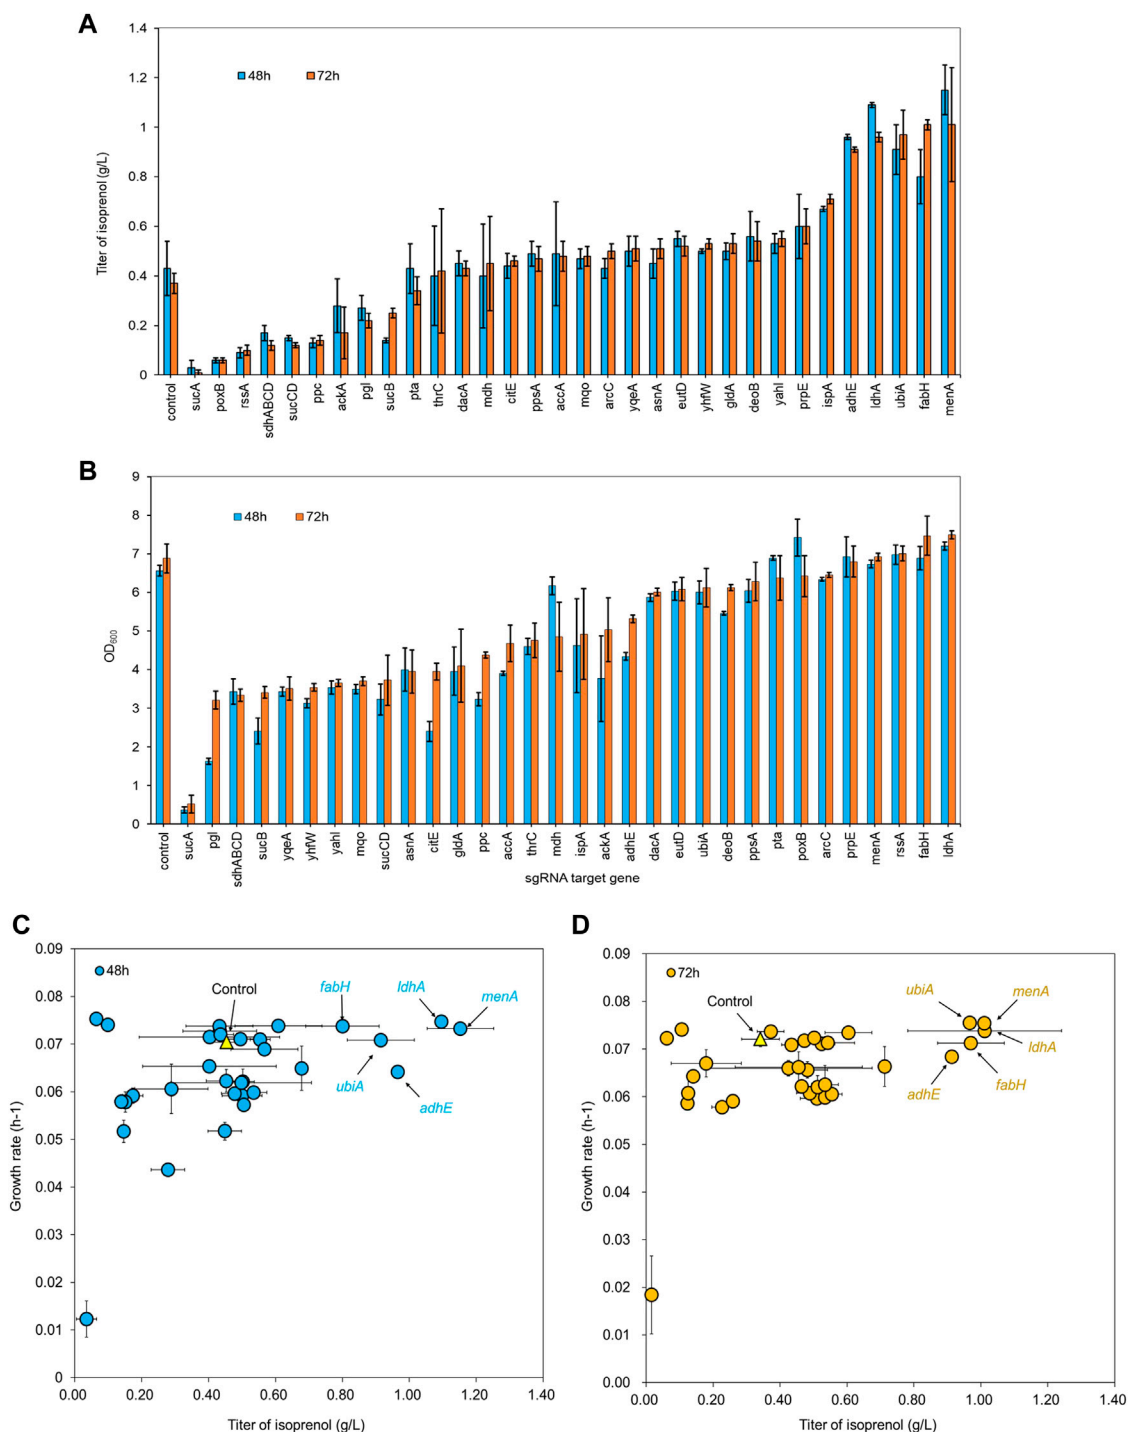 A
Titer of isoprenol (g/L)
1.4
1.2
1
0.8
0.6
0.4
0.2
0
48h 72h
control sucA poxB rssA sdhABCD sucCD ppc ackA pgl sucB pta thrC dacA mdh citE ppsA accA mqo arcC yqeA asnA eutD yhfW gldA deoB yahI prpE ispA adhE ldhA ubiA fabH menA
B
OD600
9
8
7
6
5
4
3
2
1
0
48h 72h
control sucA pgl sdhABCD sucB yqeA yhfW yahI mqo sucCD asnA citE gldA ppc accA thrC mdh ispA ackA adhE dacA eutD ubiA deoB ppsA pta poxB arcC prpE menA rssA fabH ldhA
sgRNA target gene
C
Growth rate (h-1)
0.09
0.08
0.07
0.06
0.05
0.04
0.03
0.02
0.01
0
48h
Control
fabH
ldhA
menA
ubiA
adhE
0.00 0.20 0.40 0.60 0.80 1.00 1.20 1.40
Titer of isoprenol (g/L)
D
Growth rate (h-1)
0.09
0.08
0.07
0.06
0.05
0.04
0.03
0.02
0.01
0
72h
Control
ubiA
menA
ldhA
fabH
adhE
0.00 0.20 0.40 0.60 0.80 1.00 1.20 1.40
Titer of isoprenol (g/L)